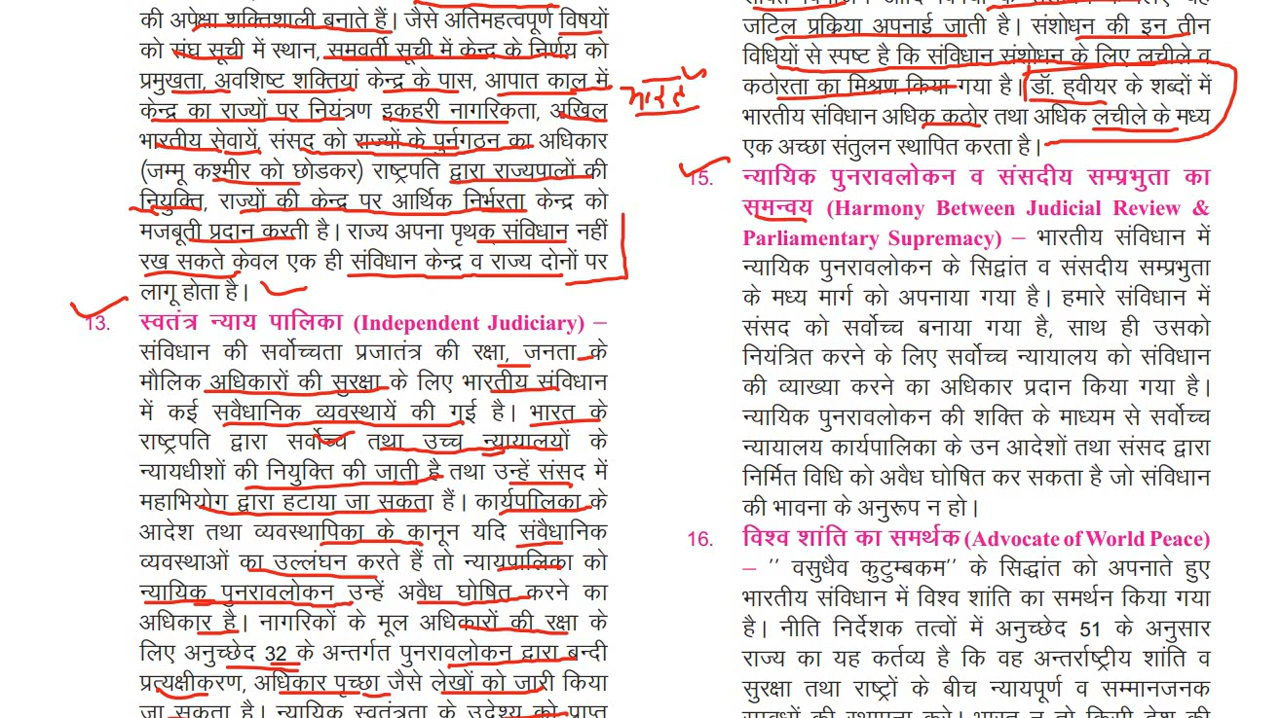 की अपेक्षा शक्तिशाली बनाते हैं। जैसे अतिमहत्वपूर्ण विषयों
को संघ सूची में स्थान, समवर्ती सूची में केन्द्र के निर्णय को
प्रमुखता, अवशिष्ट शक्तियां केन्द्र के पास, आपात काल में
केन्द्र का राज्यों पर नियंत्रण इकहरी नागरिकता, अखिल
भारतीय सेवायें, संसद को राज्यों के पुर्नगठन का अधिकार
(जम्मू कश्मीर को छोडकर) राष्ट्रपति द्वारा राज्यपालों की
नियुक्ति, राज्यों की केन्द्र पर आर्थिक निर्भरता केन्द्र को
मजबूती प्रदान करती है। राज्य अपना पृथक संविधान नहीं
रख सकते केवल एक ही संविधान केन्द्र व राज्य दोनों पर
लागू होता है।
13. स्वतंत्र न्याय पालिका (Independent Judiciary) –
संविधान की सर्वोच्चता प्रजातंत्र की रक्षा, जनता के
मौलिक अधिकारों की सुरक्षा के लिए भारतीय संविधान
में कई सवैधानिक व्यवस्थायें की गई है। भारत के
राष्ट्रपति द्वारा सर्वोच्च तथा उच्च न्यायालयों के
न्यायधीशों की नियुक्ति की जाती है तथा उन्हें संसद में
महाभियोग द्वारा हटाया जा सकता हैं। कार्यपालिका के
आदेश तथा व्यवस्थापिका के कानून यदि संवैधानिक
व्यवस्थाओं का उल्लंघन करते हैं तो न्यायपालिका को
न्यायिक पुनरावलोकन उन्हें अवैध घोषित करने का
अधिकार है। नागरिकों के मूल अधिकारों की रक्षा के
लिए अनुच्छेद 32 के अन्तर्गत पुनरावलोकन द्वारा बन्दी
प्रत्यक्षीकरण, अधिकार पृच्छा जैसे लेखों को जारी किया
जा सकता है। न्यायिक स्वतंत्रता के उद्देश्य को प्राप्त
भारत
जटिल प्रक्रिया अपनाई जाती है। संशोधन की इन तीन
विधियों से स्पष्ट है कि संविधान संशोधन के लिए लचीले व
कठोरता का मिश्रण किया गया है। डॉ. ह्वीयर के शब्दों में
भारतीय संविधान अधिक कठोर तथा अधिक लचीले के मध्य
एक अच्छा संतुलन स्थापित करता है।
15. न्यायिक पुनरावलोकन व संसदीय सम्प्रभुता का
समन्वय (Harmony Between Judicial Review &
Parliamentary Supremacy) – भारतीय संविधान में
न्यायिक पुनरावलोकन के सिद्वांत व संसदीय सम्प्रभुता
के मध्य मार्ग को अपनाया गया है। हमारे संविधान में
संसद को सर्वोच्च बनाया गया है, साथ ही उसको
नियंत्रित करने के लिए सर्वोच्च न्यायालय को संविधान
की व्याख्या करने का अधिकार प्रदान किया गया है।
न्यायिक पुनरावलोकन की शक्ति के माध्यम से सर्वोच्च
न्यायालय कार्यपालिका के उन आदेशों तथा संसद द्वारा
निर्मित विधि को अवैध घोषित कर सकता है जो संविधान
की भावना के अनुरूप न हो।
16. विश्व शांति का समर्थक (Advocate of World Peace)
– '' वसुधैव कुटुम्बकम'' के सिद्धांत को अपनाते हुए
भारतीय संविधान में विश्व शांति का समर्थन किया गया
है। नीति निर्देशक तत्वों में अनुच्छेद 51 के अनुसार
राज्य का यह कर्तव्य है कि वह अन्तर्राष्ट्रीय शांति व
सुरक्षा तथा राष्ट्रों के बीच न्यायपूर्ण व सम्मानजनक